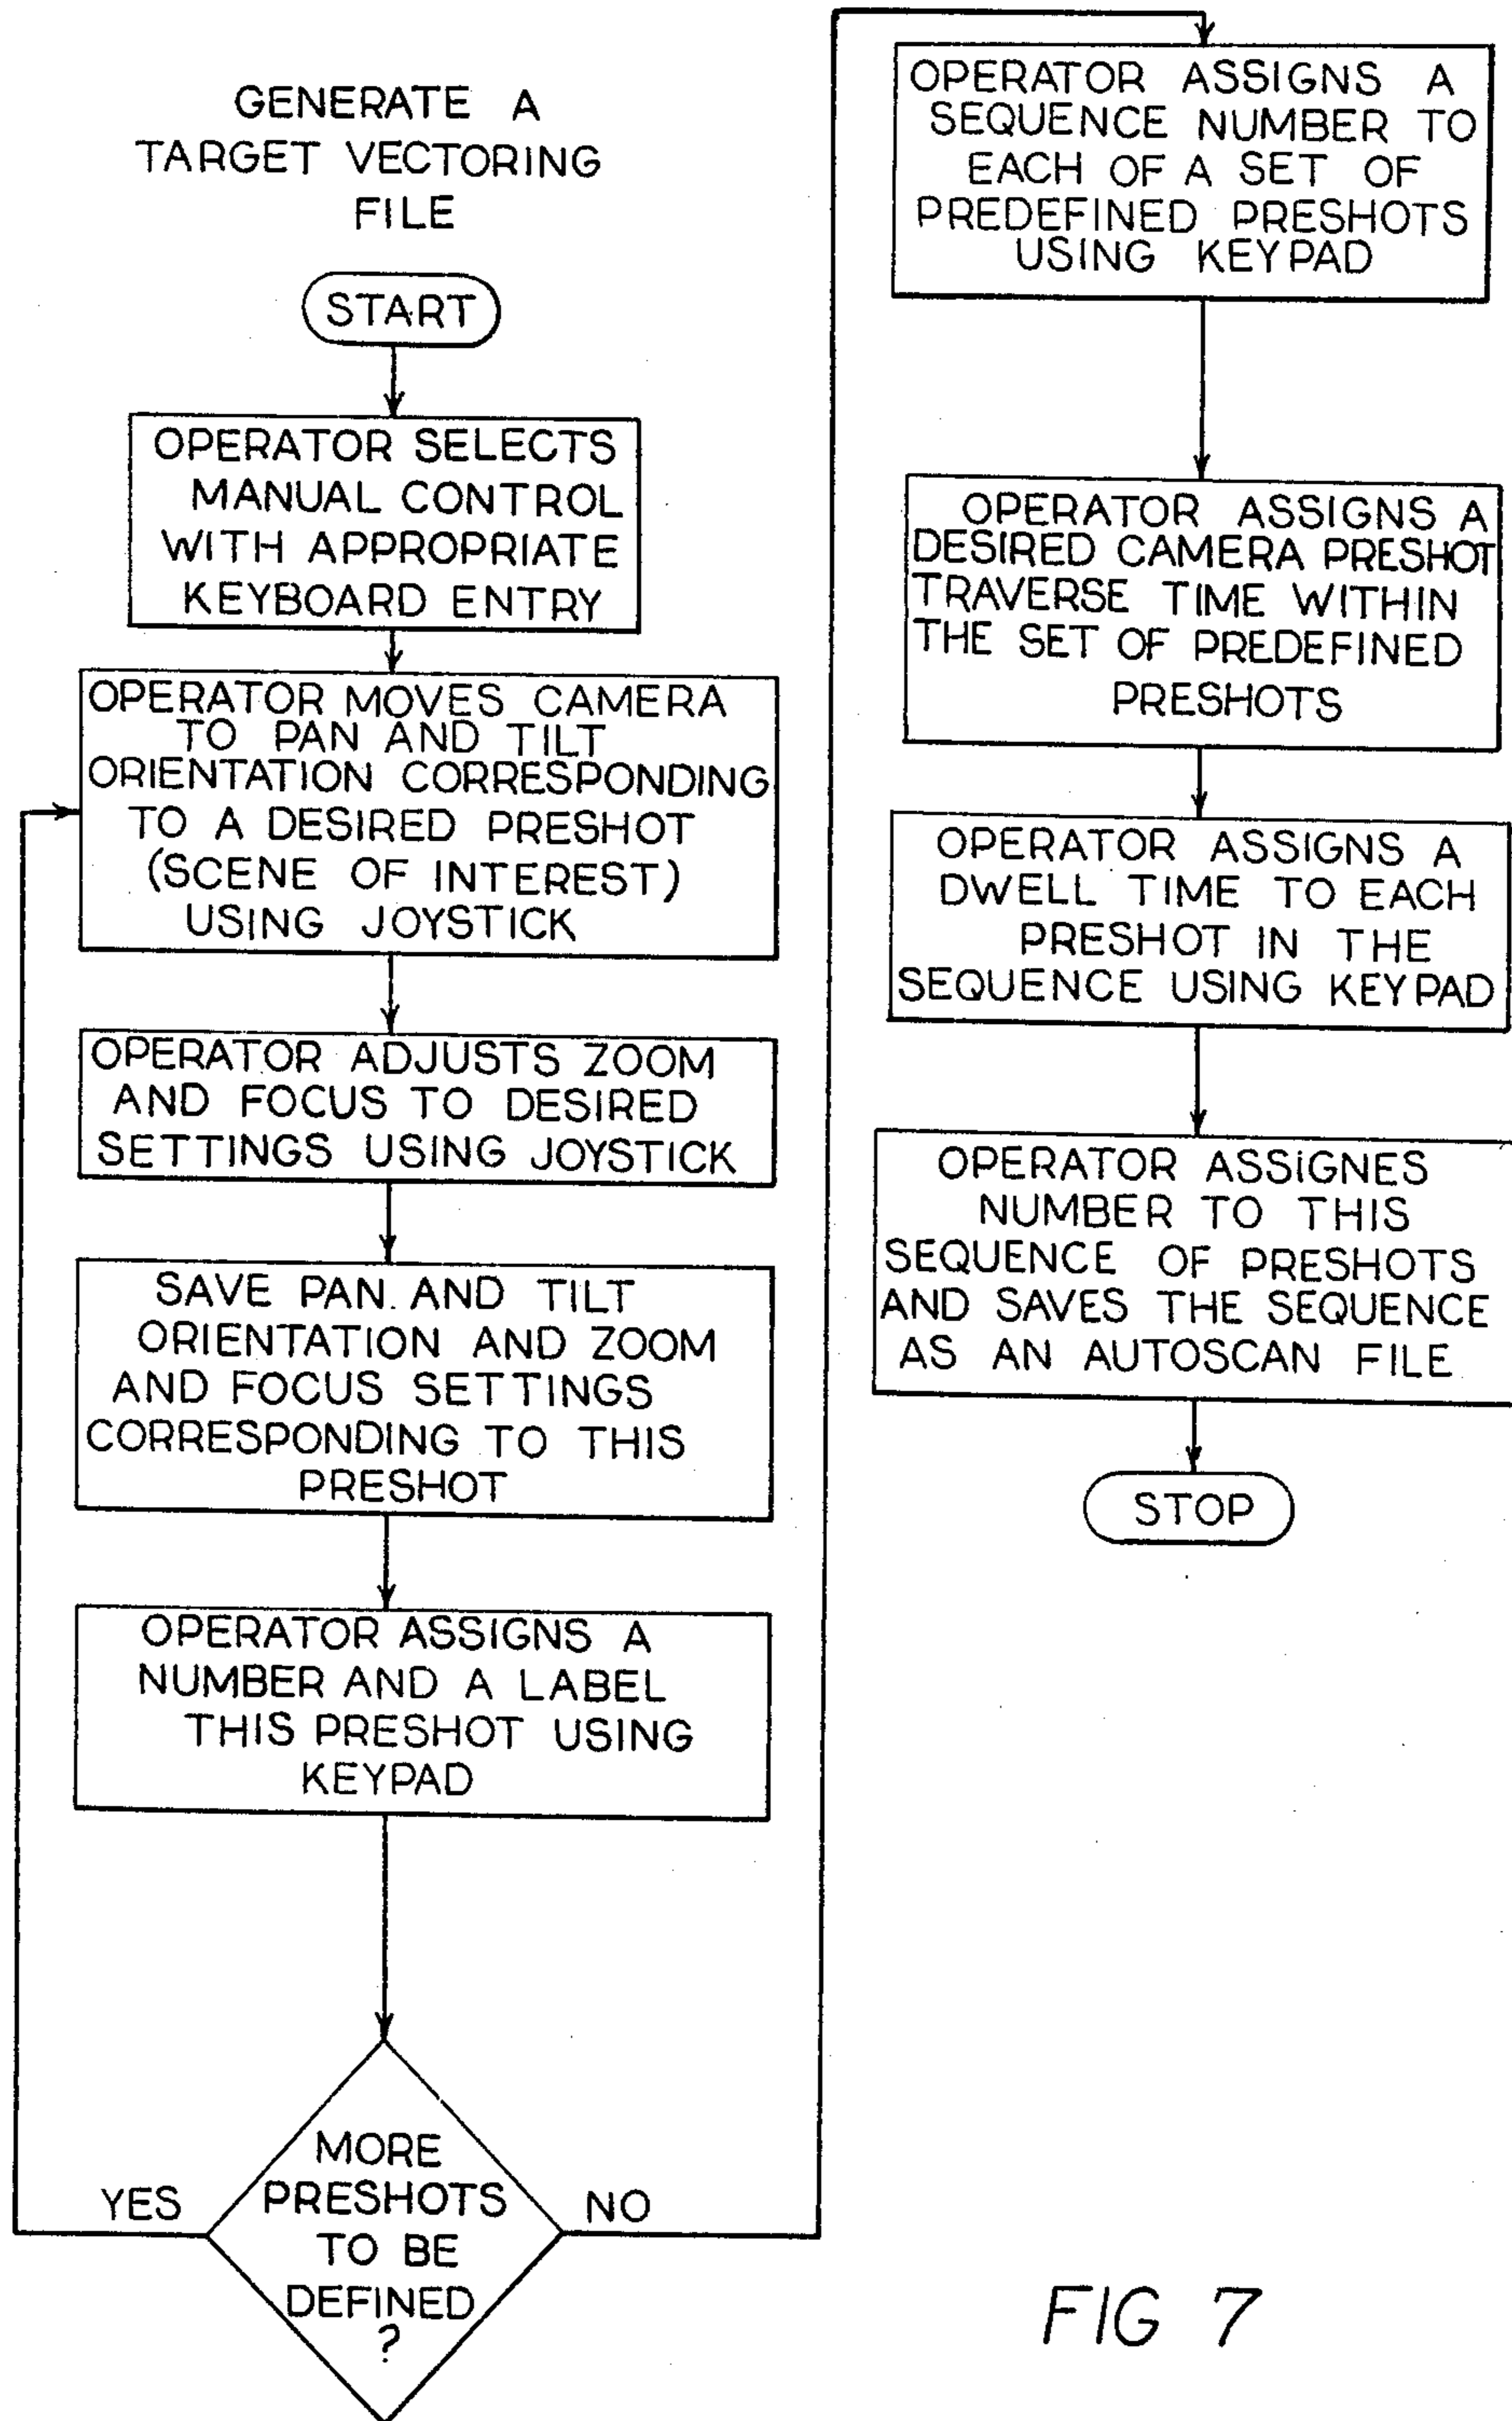 GENERATE A
TARGET VECTORING
FILE
START
OPERATOR SELECTS
MANUAL CONTROL
WITH APPROPRIATE
KEYBOARD ENTRY
OPERATOR MOVES CAMERA
TO PAN AND TILT
ORIENTATION CORRESPONDING
TO A DESIRED PRESHOT
(SCENE OF INTEREST)
USING JOYSTICK
OPERATOR ADJUSTS ZOOM
AND FOCUS TO DESIRED
SETTINGS USING JOYSTICK
SAVE PAN. AND TILT
ORIENTATION AND ZOOM
AND FOCUS SETTINGS
CORRESPONDING TO THIS
PRESHOT
OPERATOR ASSIGNS A
NUMBER AND A LABEL
THIS PRESHOT USING
KEYPAD
MORE
PRESHOTS
TO BE
DEFINED
?
YES
NO
OPERATOR ASSIGNS A
SEQUENCE NUMBER TO
EACH OF A SET OF
PREDEFINED PRESHOTS
USING KEYPAD
OPERATOR ASSIGNS A
DESIRED CAMERA PRESHOT
TRAVERSE TIME WITHIN
THE SET OF PREDEFINED
PRESHOTS
OPERATOR ASSIGNS A
DWELL TIME TO EACH
PRESHOT IN THE
SEQUENCE USING KEYPAD
OPERATOR ASSIGNES
NUMBER TO THIS
SEQUENCE OF PRESHOTS
AND SAVES THE SEQUENCE
AS AN AUTOSCAN FILE
STOP
FIG 7